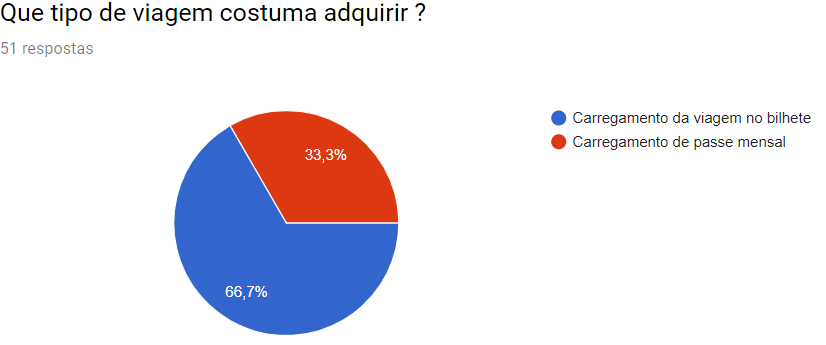 Que tipo de viagem costuma adquirir ?
51 respostas
Carregamento da viagem no bilhete
Carregamento de passe mensal
33,3%
66,7%